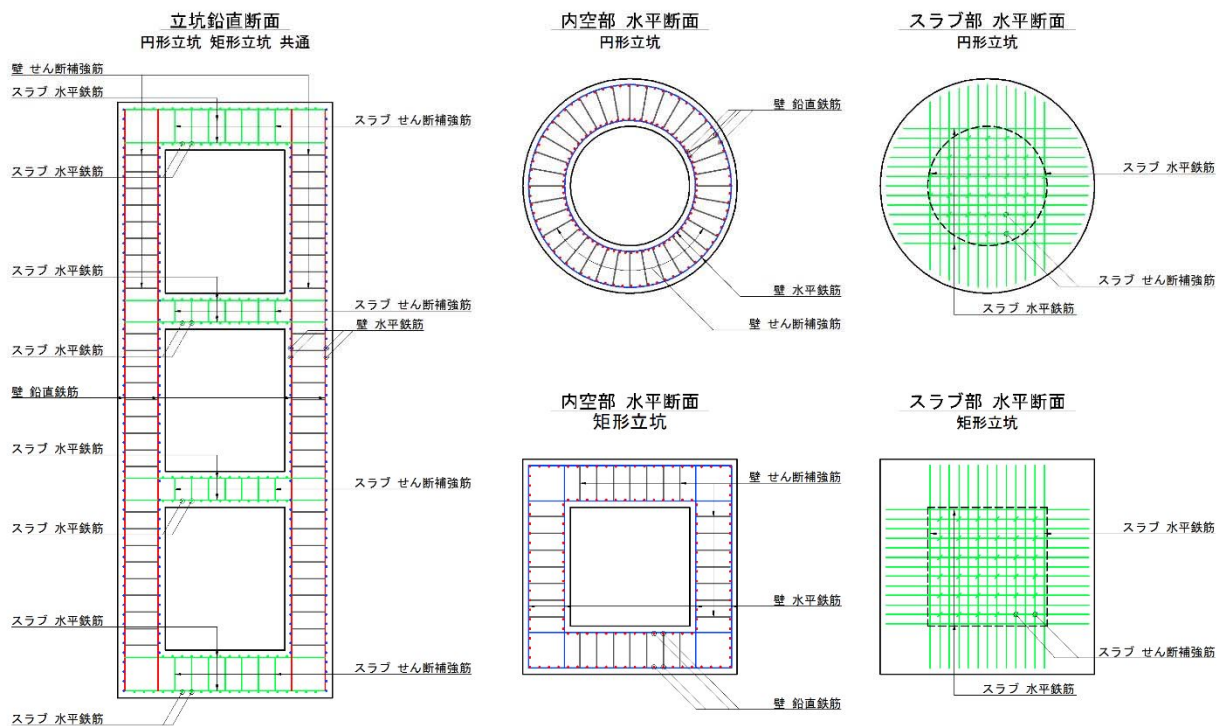 立坑鉛直断面
円形立坑 矩形立坑 共通
壁 せん断補強筋
スラブ 水平鉄筋
スラブ せん断補強筋
スラブ 水平鉄筋
スラブ 水平鉄筋
スラブ せん断補強筋
壁 水平鉄筋
スラブ 水平鉄筋
壁 鉛直鉄筋
スラブ 水平鉄筋
スラブ せん断補強筋
スラブ 水平鉄筋
スラブ 水平鉄筋
スラブ せん断補強筋
スラブ 水平鉄筋
内空部 水平断面
円形立坑
壁 鉛直鉄筋
壁 水平鉄筋
壁 せん断補強筋
スラブ部 水平断面
円形立坑
スラブ 水平鉄筋
スラブ せん断補強筋
スラブ 水平鉄筋
内空部 水平断面
矩形立坑
壁 せん断補強筋
壁 水平鉄筋
壁 鉛直鉄筋
スラブ部 水平断面
矩形立坑
スラブ 水平鉄筋
スラブ せん断補強筋
スラブ 水平鉄筋